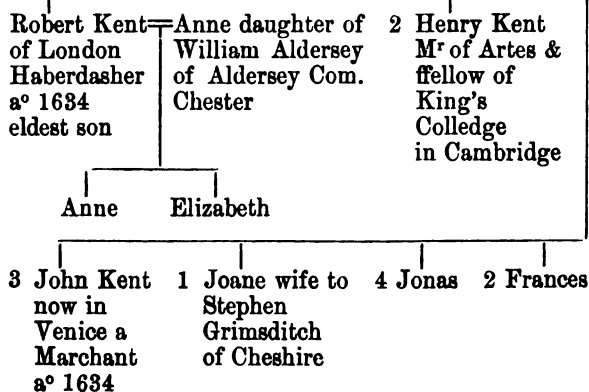 Robert Kent
of London
Haberdasher
aº 1634
eldest son
Anne daughter of
William Aldersey
of Aldersey Com.
Chester
2 Henry Kent
Mʳ of Artes &
ffellow of
King's
Colledge
in Cambridge
Anne
Elizabeth
3 John Kent
now in
Venice a
Marchant
aº 1634
1 Joane wife to
Stephen
Grimsditch
of Cheshire
4 Jonas
2 Frances